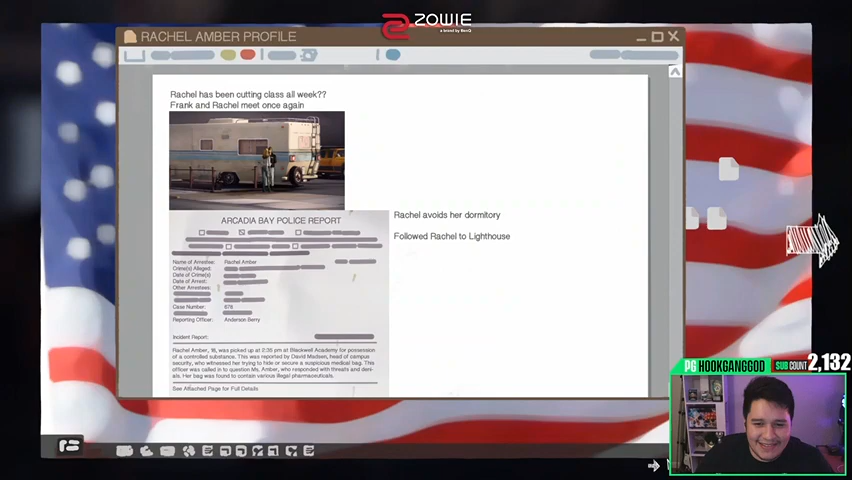 ZOWIE
a brand by BenQ
RACHEL AMBER PROFILE
Rachel has been cutting class all week??
Frank and Rachel meet once again
Rachel avoids her dormitory
Followed Rachel to Lighthouse
ARCADIA BAY POLICE REPORT
Name of Arrestee: Rachel Amber
Crime(s) Alleged:
Date of Crime(s)
Date of Arrest:
Other Arrestees:
Case Number: 678
Reporting Officer: Anderson Berry
Incident Report:
Rachel Amber, 18, was picked up at 2:35 pm at Blackwell Academy for possession
of a controlled substance. This was reported by David Madsen, head of campus
security, who witnessed her trying to hide or secure a suspicious medical bag. This
officer was called in to question Ms. Amber, who responded with threats and deni-
als. Her bag was found to contain various illegal pharmaceuticals.
See Attached Page for Full Details
PG HOOKGANGGOD SUB COUNT 2,132